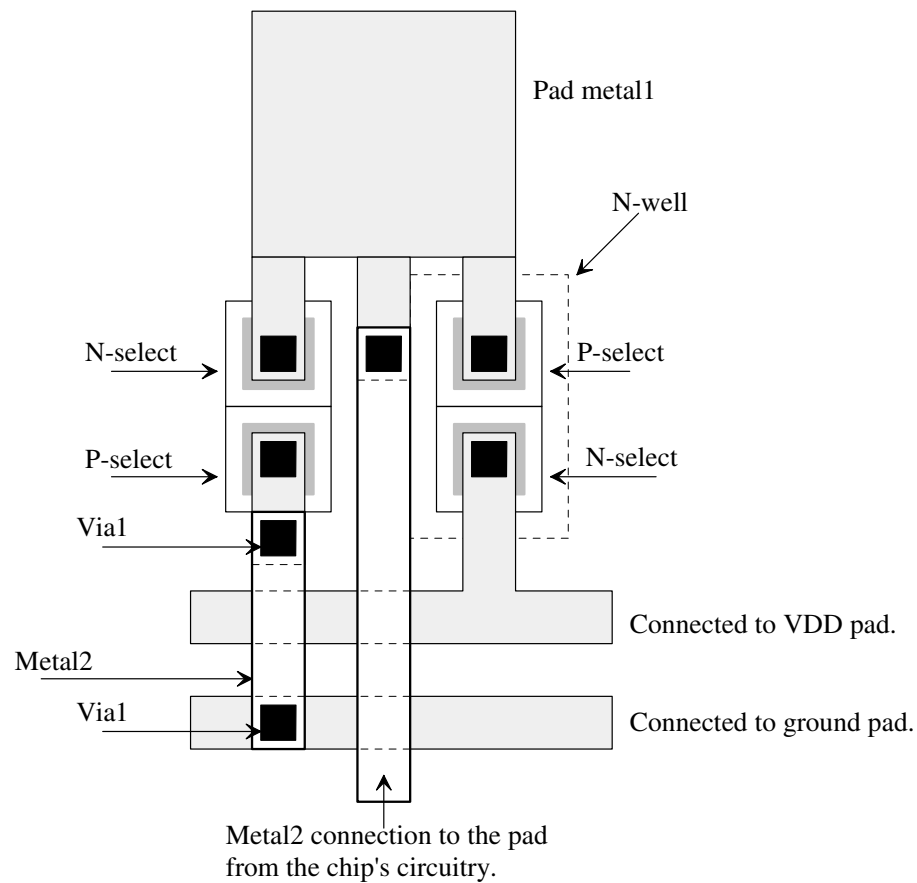 Pad metal1
N-well
N-select
P-select
P-select
N-select
Via1
Connected to VDD pad.
Metal2
Via1
Connected to ground pad.
Metal2 connection to the pad
from the chip's circuitry.